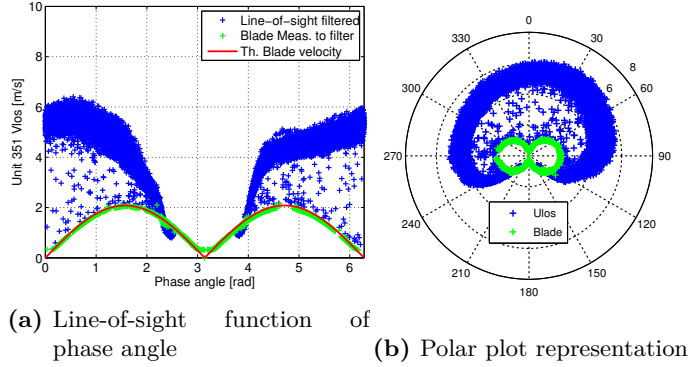 (a)
10
8
6
4
2
0
0 1 2 3 4 5 6
Unit 351 Vlos [m/s]
Phase angle [rad]
Line-of-sight filtered
Blade Meas. to filter
Th. Blade velocity
(b)
0
30
60
90
120
150
180
210
240
270
300
330
6
8
Ulos
Blade
(a) Line-of-sight function of
phase angle
(b) Polar plot representation